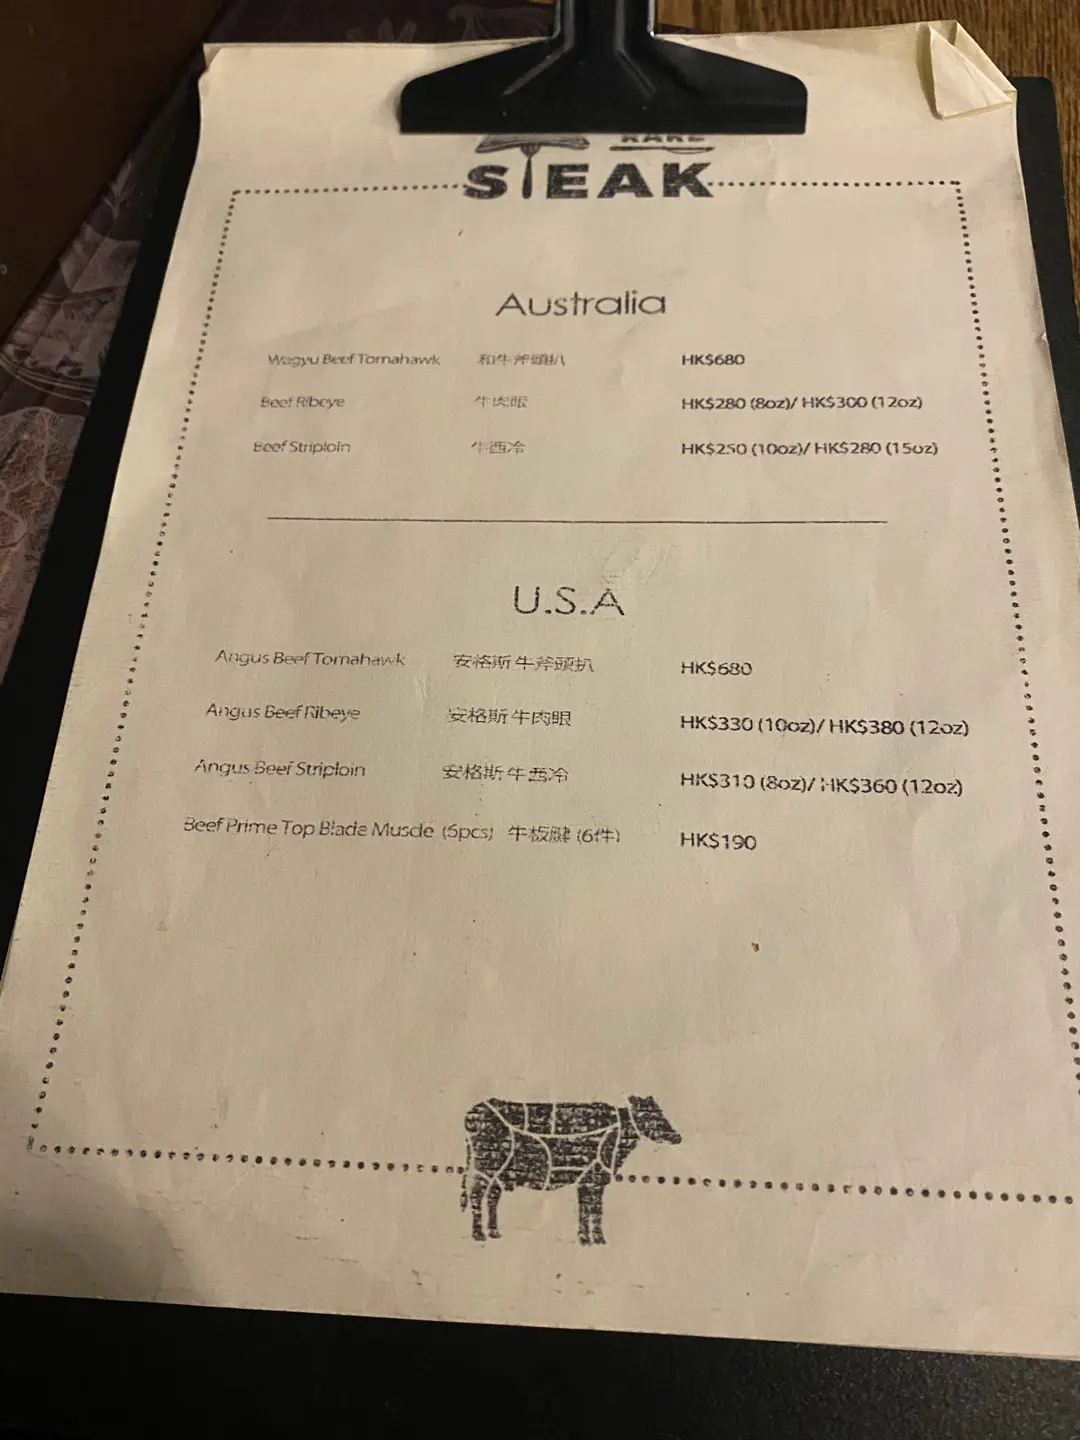 RARE
STEAK
Australia
Wagyu Beef Tomahawk 和牛斧頭扒 HK$680
Beef Ribeye 牛肉眼 HK$280 (8oz)/ HK$300 (12oz)
Beef Striploin 牛西冷 HK$250 (10oz)/ HK$280 (15oz)
U.S.A
Angus Beef Tomahawk 安格斯牛斧頭扒 HK$680
Angus Beef Ribeye 安格斯牛肉眼 HK$330 (10oz)/ HK$380 (12oz)
Angus Beef Striploin 安格斯牛西冷 HK$310 (8oz)/ HK$360 (12oz)
Beef Prime Top Blade Muscle (6pcs) 牛板腱 (6件) HK$190